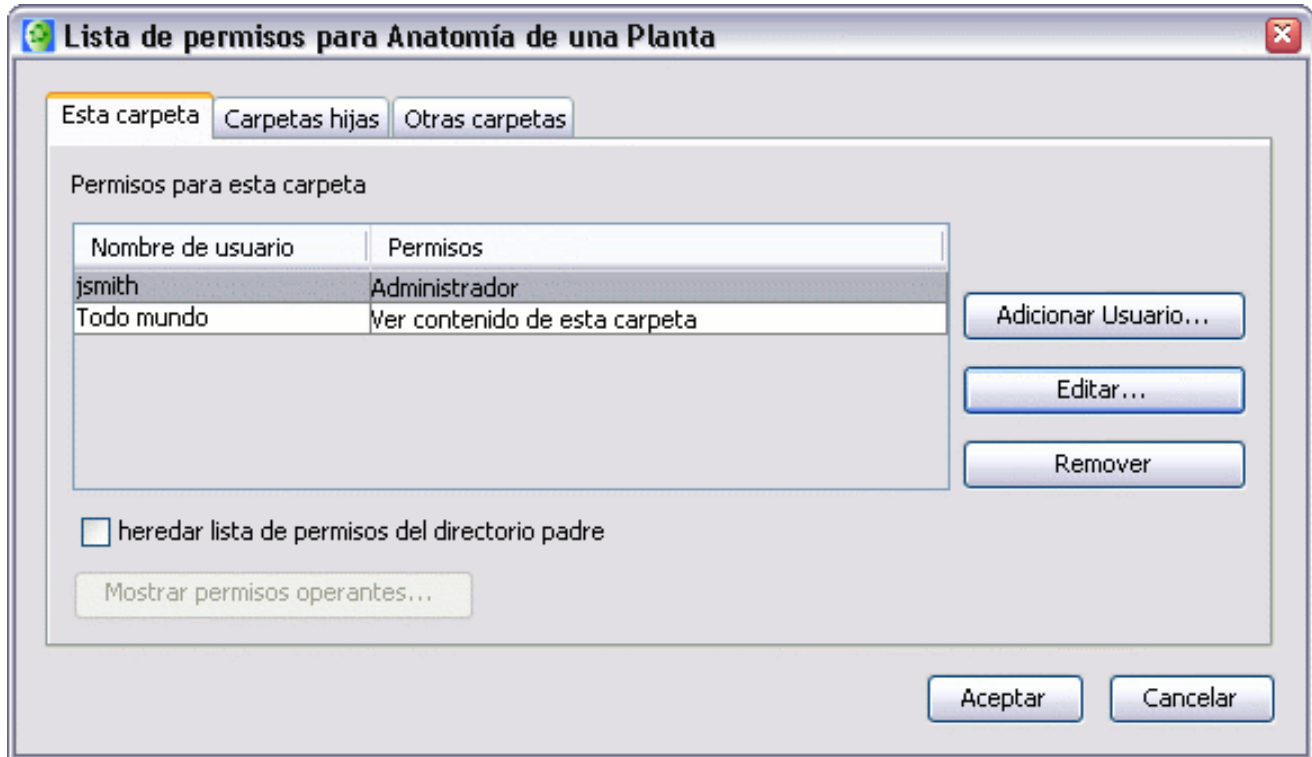 Lista de permisos para Anatomía de una Planta
Esta carpeta
Carpetas hijas
Otras carpetas
Permisos para esta carpeta
Nombre de usuario
Permisos
jsmith
Administrador
Todo mundo
Ver contenido de esta carpeta
Adicionar Usuario...
Editar...
Remover
heredar lista de permisos del directorio padre
Mostrar permisos operantes...
Aceptar
Cancelar